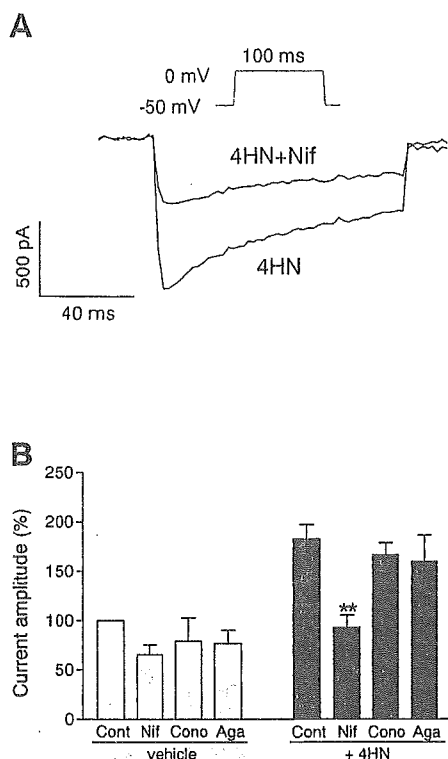 A
100 ms
0 mV
-50 mV
4HN+Nif
4HN
500 pA
40 ms
B
Current amplitude (%)
250
200
150
100
50
0
**
Cont Nif Cono Aga Cont Nif Cono Aga
vehicle + 4HN